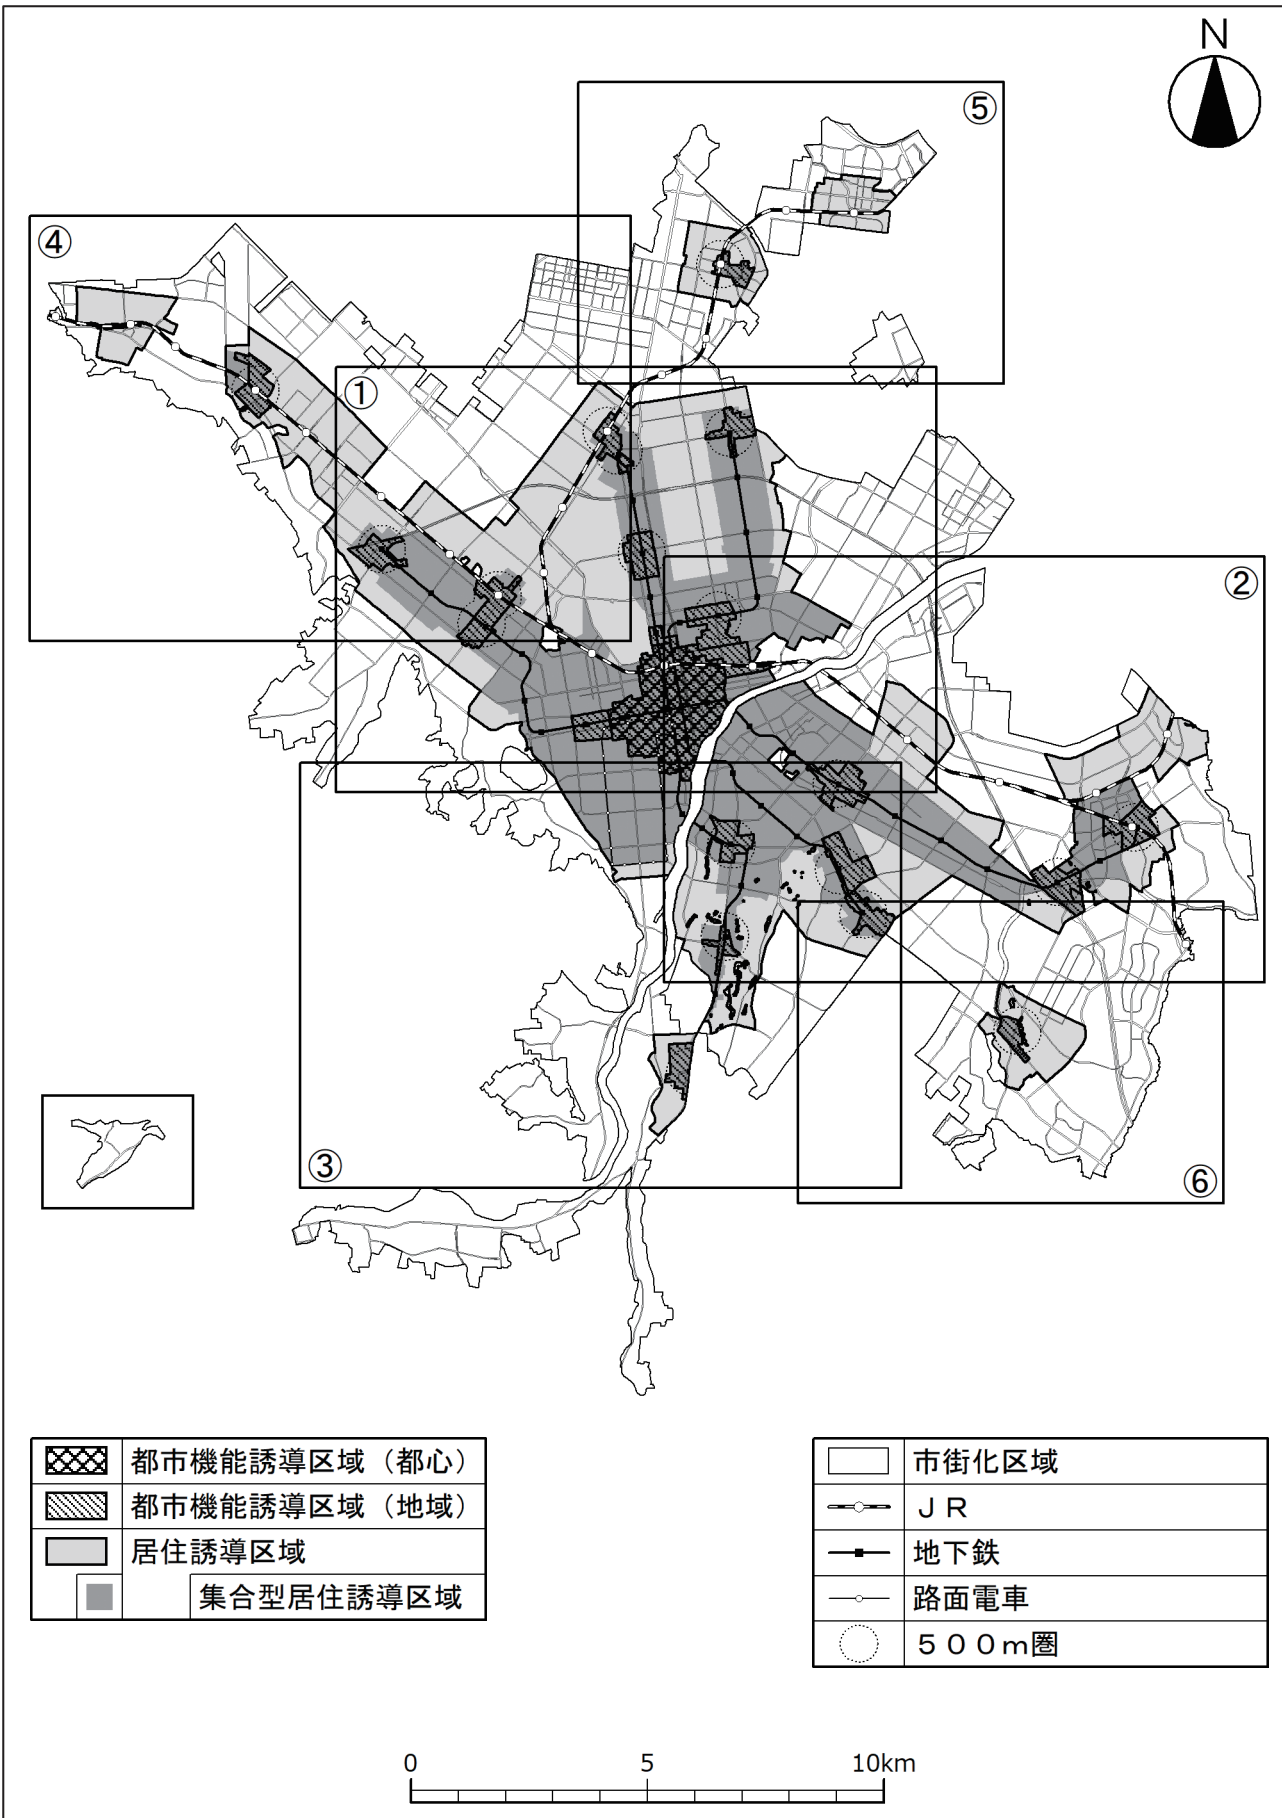 N
⑤
④
①
②
③
⑥
都市機能誘導区域（都心）
都市機能誘導区域（地域）
居住誘導区域
集合型居住誘導区域
市街化区域
ＪＲ
地下鉄
路面電車
５００ｍ圏
0 5 10km